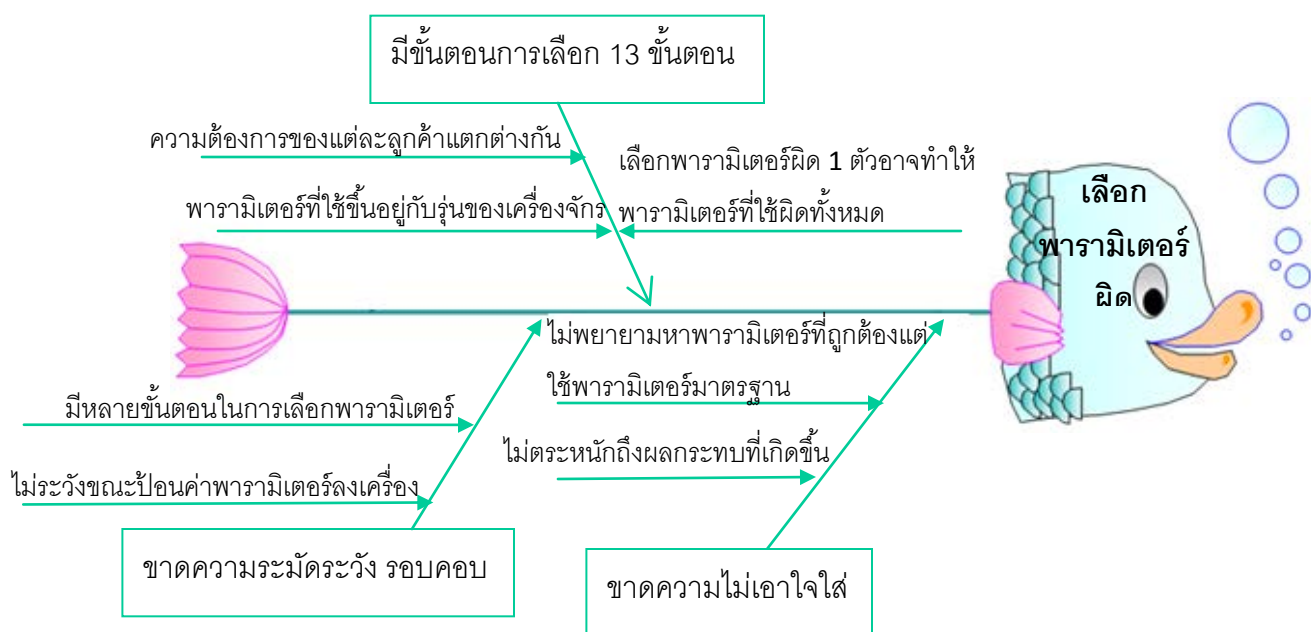 มีขั้นตอนการเลือก 13 ขั้นตอน
ความต้องการของแต่ละลูกค้าแตกต่างกัน
เลือกพารามิเตอร์ผิด 1 ตัวอาจทำให้
พารามิเตอร์ที่ใช้ผิดทั้งหมด
พารามิเตอร์ที่ใช้ขึ้นอยู่กับรุ่นของเครื่องจักร
เลือก
พารามิเตอร์
ผิด
ไม่พยายามหาพารามิเตอร์ที่ถูกต้องแต่
ใช้พารามิเตอร์มาตรฐาน
มีหลายขั้นตอนในการเลือกพารามิเตอร์
ไม่ตระหนักถึงผลกระทบที่เกิดขึ้น
ไม่ระวังขณะป้อนค่าพารามิเตอร์ลงเครื่อง
ขาดความระมัดระวัง รอบคอบ
ขาดความไม่เอาใจใส่